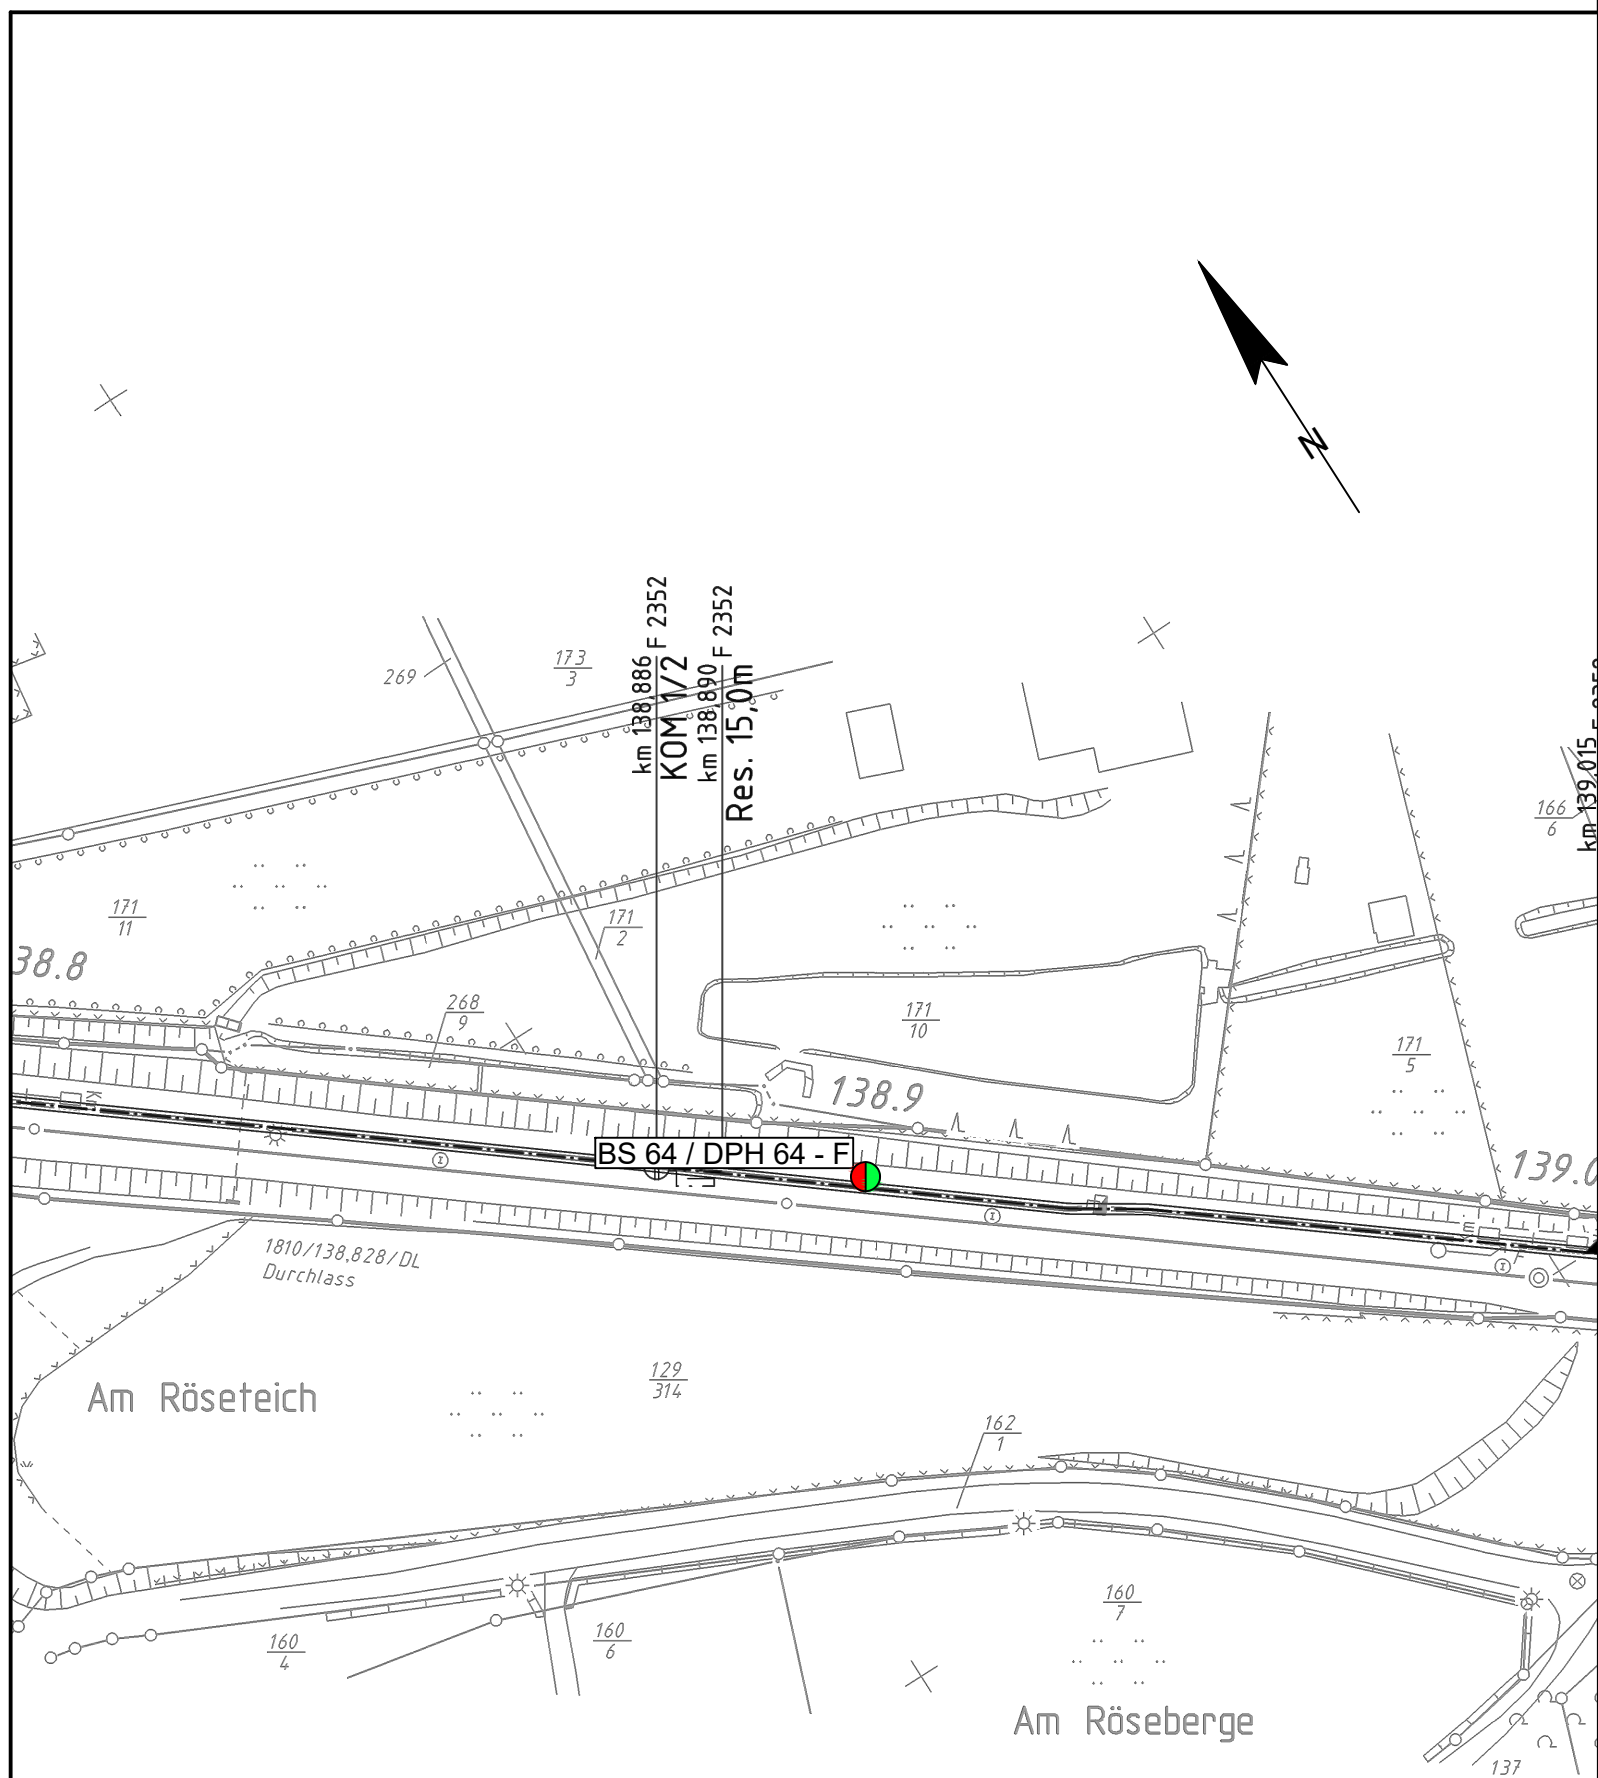 N
F 2352
km 138,886
KOM 1/2
F 2352
km 138,890
Res. 15,0m
269
173
3
km 139,015
166
6
171
11
171
2
38.8
268
9
171
10
171
5
138.9
BS 64 / DPH 64 - F
139.0
1810/138,828/DL
Durchlass
129
314
Am Röseteich
162
1
160
7
160
4
160
6
Am Röseberge
137